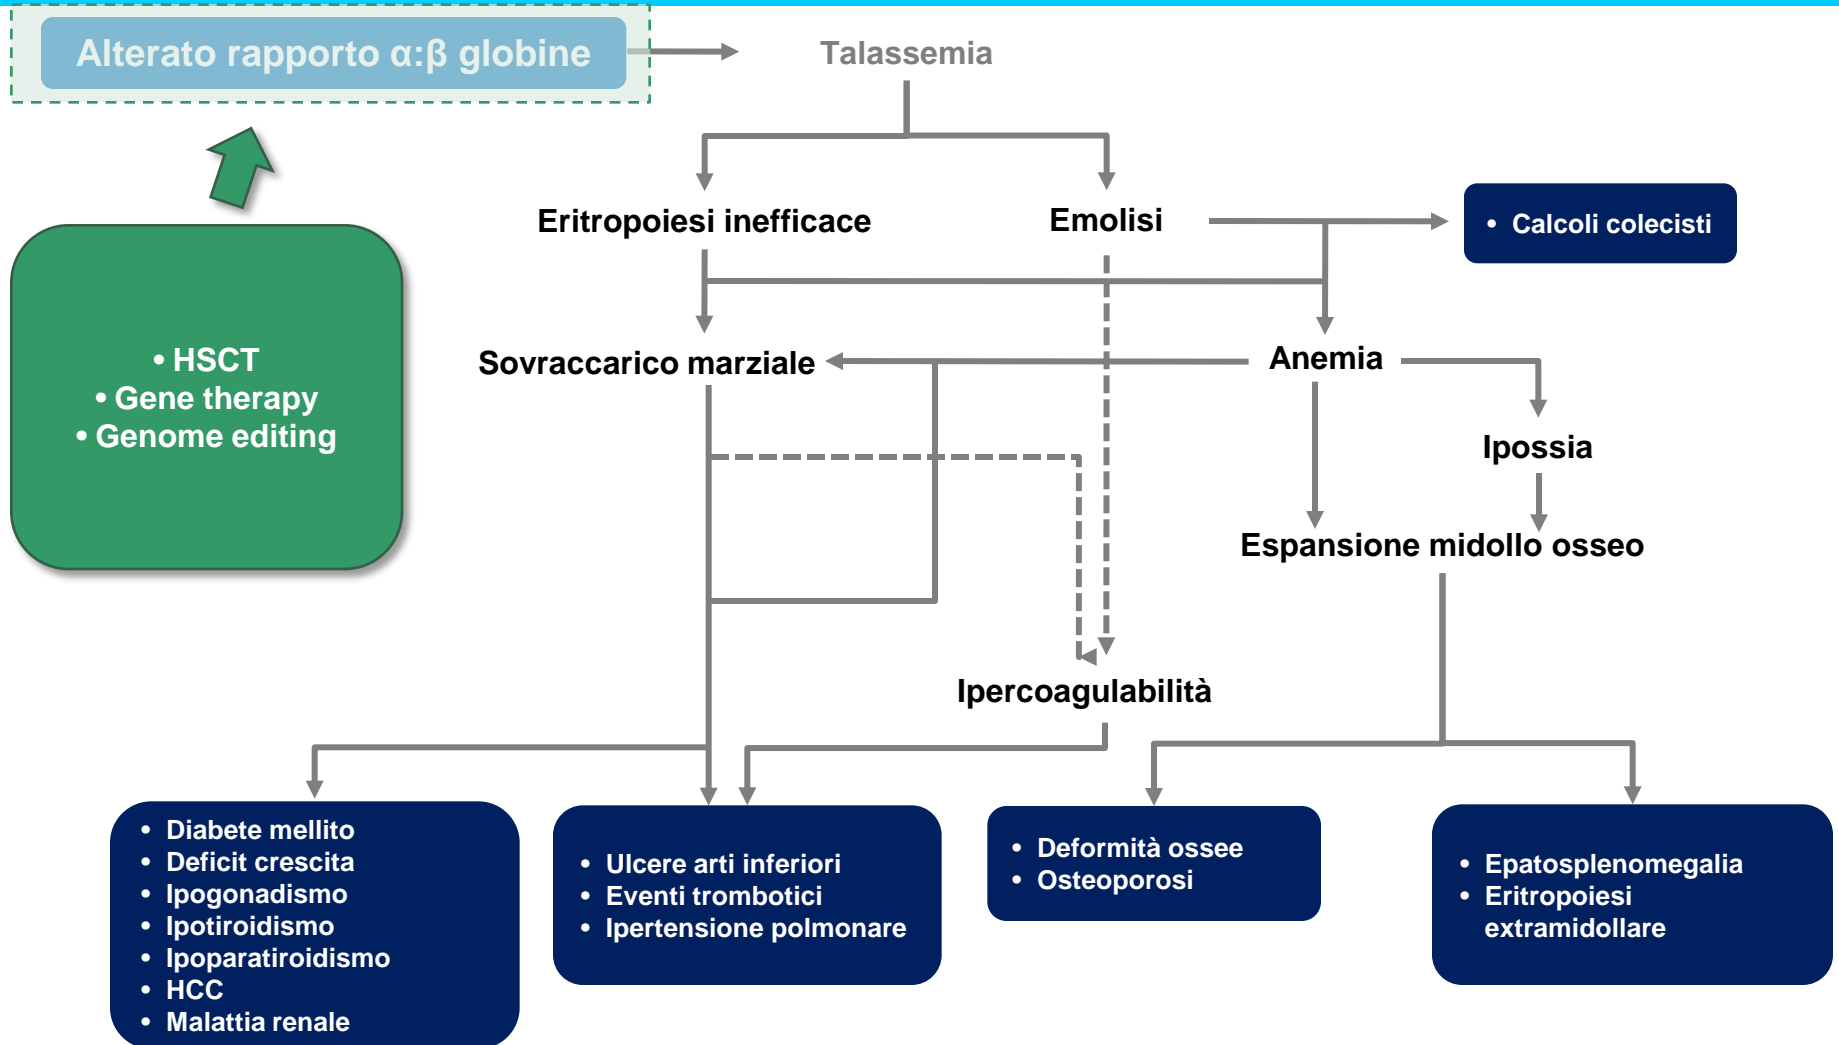 Alterato rapporto α:β globine
Talassemia
Eritropoiesi inefficace
Emolisi
• Calcoli colecisti
• HSCT
• Gene therapy
• Genome editing
Sovraccarico marziale
Anemia
Ipossia
Espansione midollo osseo
Ipercoagulabilità
• Diabete mellito
• Deficit crescita
• Ipogonadismo
• Ipotiroidismo
• Ipoparatiroidismo
• HCC
• Malattia renale
• Ulcere arti inferiori
• Eventi trombotici
• Ipertensione polmonare
• Deformità ossee
• Osteoporosi
• Epatosplenomegalia
• Eritropoiesi
extramidollare